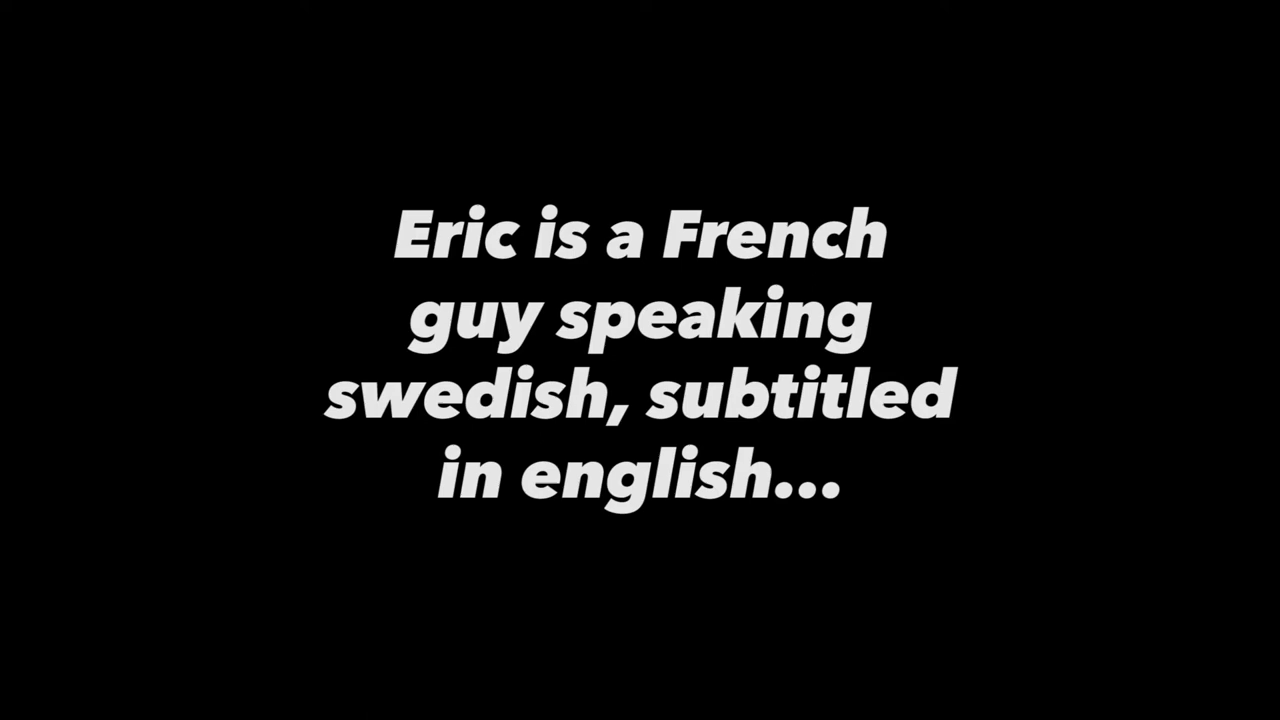 Eric is a French
guy speaking
swedish, subtitled
in english...